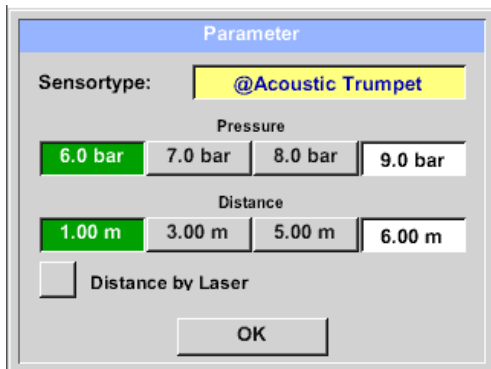 Parameter
Sensortype: @Acoustic Trumpet
Pressure
6.0 bar 7.0 bar 8.0 bar 9.0 bar
Distance
1.00 m 3.00 m 5.00 m 6.00 m
Distance by Laser
OK